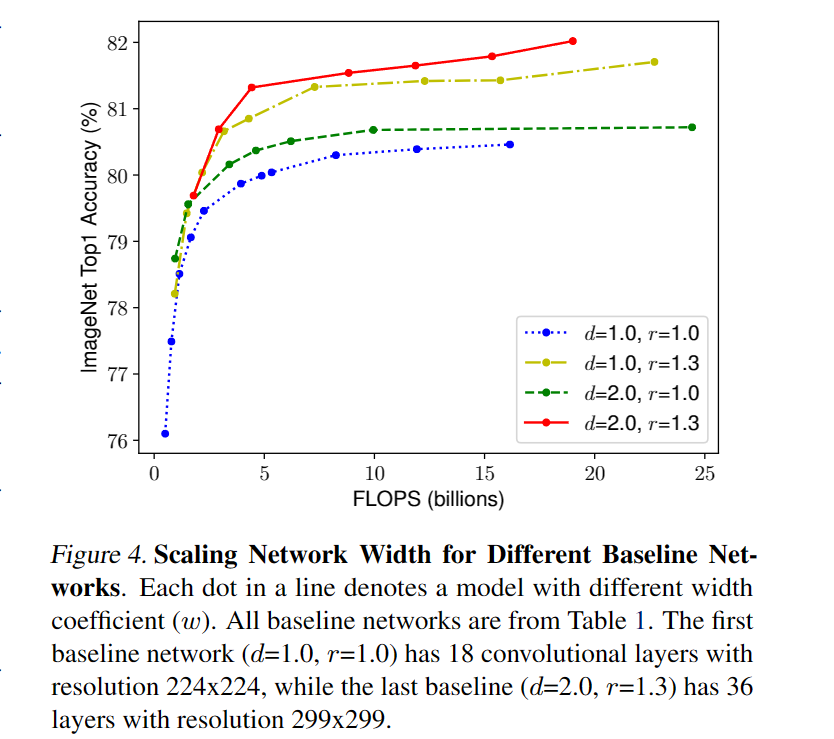 82
81
80
79
78
77
76
ImageNet Top1 Accuracy (%)
0
5
10
15
20
25
FLOPS (billions)
d=1.0, r=1.0
d=1.0, r=1.3
d=2.0, r=1.0
d=2.0, r=1.3
Figure 4. Scaling Network Width for Different Baseline Net-
works. Each dot in a line denotes a model with different width
coefficient (w). All baseline networks are from Table 1. The first
baseline network (d=1.0, r=1.0) has 18 convolutional layers with
resolution 224x224, while the last baseline (d=2.0, r=1.3) has 36
layers with resolution 299x299.